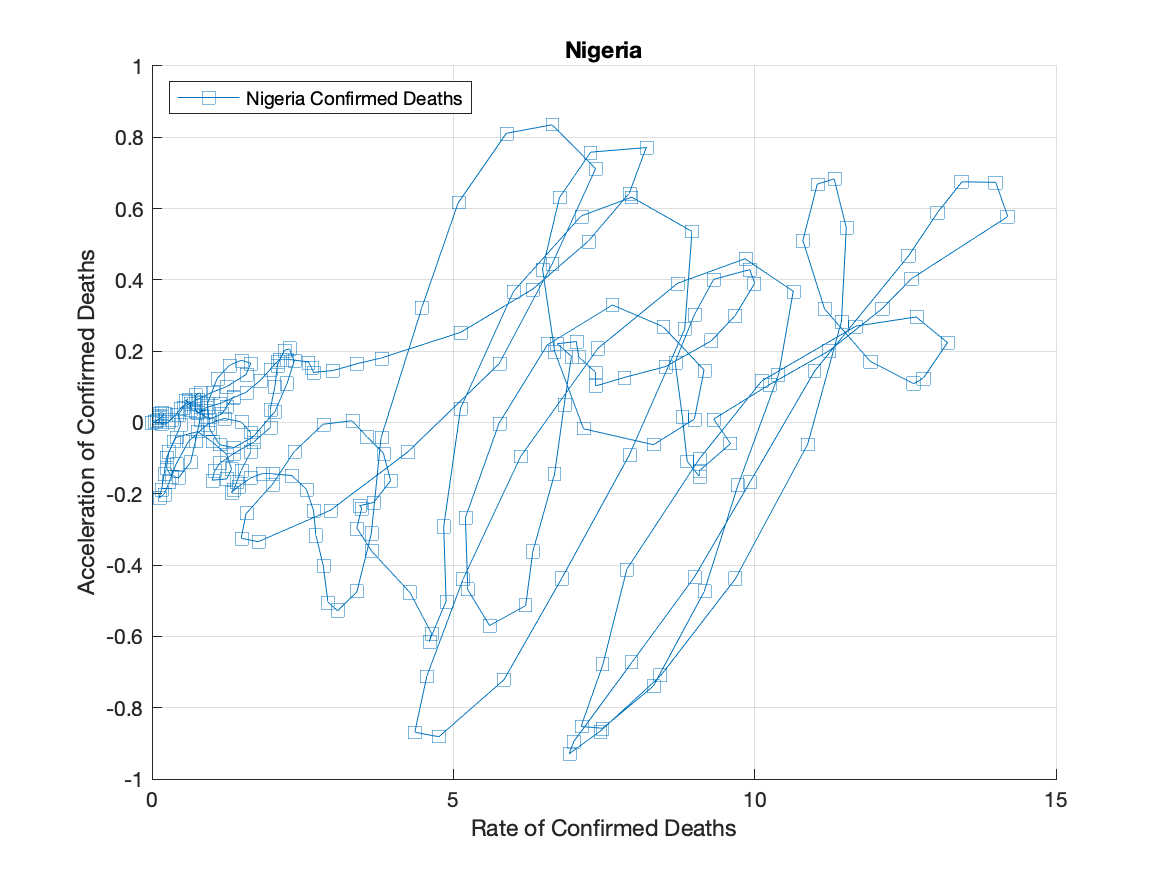 Nigeria
Nigeria Confirmed Deaths
1
0.8
0.6
0.4
0.2
0
-0.2
-0.4
-0.6
-0.8
-1
Acceleration of Confirmed Deaths
0 5 10 15
Rate of Confirmed Deaths